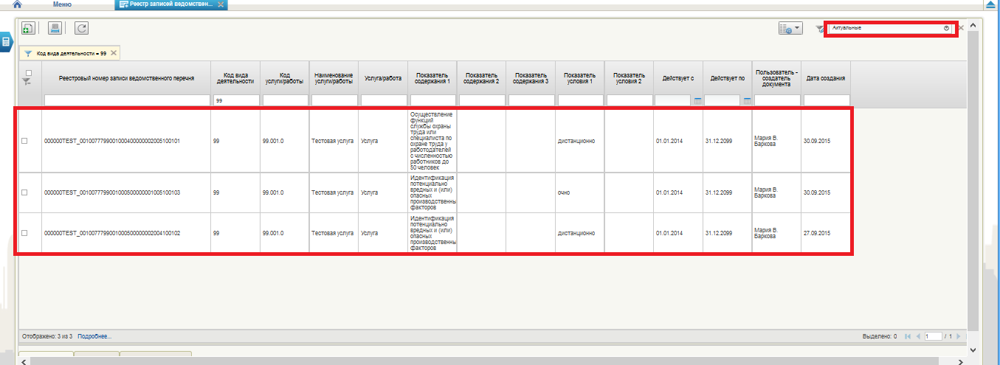 Меню
Реестр записей ведомствен...
Актуальные
Код вида деятельности = 99
Реестровый номер записи ведомственного перечня
Код вида деятельности
Код услуги/работы
Наименование услуги/работы
Услуга/работа
Показатель содержания 1
Показатель содержания 2
Показатель содержания 3
Показатель условия 1
Показатель условия 2
Действует с
Действует по
Пользователь - создатель документа
Дата создания
99
000000TEST_00100777990010004000000002005100101
99
99.001.0
Тестовая услуга
Услуга
Осуществление
функций
службы охраны
труда или
специалиста по
охране труда у
работодателей
с численностью
работников до
50 человек
дистанционно
01.01.2014
31.12.2099
Мария В.
Баркова
30.09.2015
99
99.001.0
Тестовая услуга
Услуга
Идентификация
потенциально
вредных и (или)
опасных
производственны
факторов
очно
01.01.2014
31.12.2099
Мария В.
Баркова
30.09.2015
99
99.001.0
Тестовая услуга
Услуга
Идентификация
потенциально
вредных и (или)
опасных
производственны
факторов
дистанционно
01.01.2014
31.12.2099
Мария В.
Баркова
27.09.2015
Отображено: 3 из 3 Подробнее...
Выделено: 0
1 / 1